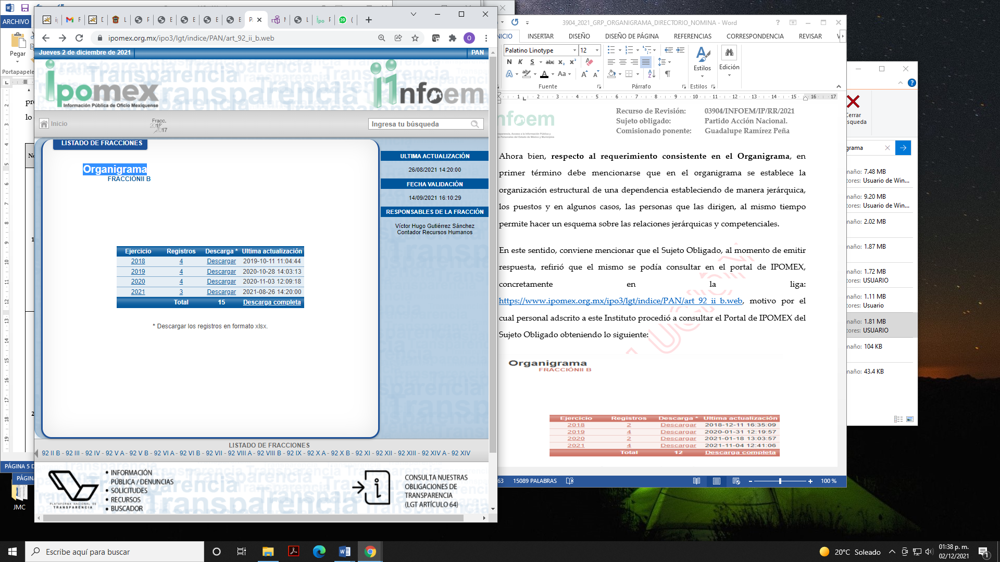 ARCHIVO
Pegar
Portapapele
ipomex.org.mx/ipo3/lgt/indice/PAN/art_92_ii_b.web
Jueves 2 de diciembre de 2021
PAN
ipomex
Información Pública de Oficio Mexiquense
infoem
Inicio
Fracc.
Ingresa tu búsqueda
LISTADO DE FRACCIONES
Organigrama
FRACCIÓNII B
ULTIMA ACTUALIZACIÓN
26/08/2021 14:20:00
FECHA VALIDACIÓN
14/09/2021 16:10:29
RESPONSABLES DE LA FRACCIÓN
Víctor Hugo Gutiérrez Sánchez
Contador Recursos Humanos
Ejercicio Registros Descarga * Ultima actualización
2018 4 Descargar 2019-10-11 11:04:44
2019 4 Descargar 2020-10-28 14:03:13
2020 4 Descargar 2020-11-03 12:09:18
2021 3 Descargar 2021-08-26 14:20:00
Total 15 Descarga completa
* Descargar los registros en formato xlsx.
LISTADO DE FRACCIONES
92 II B - 92 III - 92 IV - 92 V A - 92 V B - 92 VI A - 92 VI B - 92 VII - 92 VIII A - 92 VIII B - 92 IX - 92 X A - 92 X B - 92 XI - 92 XII - 92 XIII - 92 XIV A - 92 XIV
PLATAFORMA NACIONAL DE
TRANSPARENCIA
• INFORMACIÓN
PÚBLICA / DENUNCIAS
• SOLICITUDES
• RECURSOS
• BUSCADOR
CONSULTA NUESTRAS
OBLIGACIONES DE
TRANSPARENCIA
(LGT ARTÍCULO 64)
3904_2021_GRP_ORGANIGRAMA_DIRECTORIO_NOMINA - Word
NICIO INSERTAR DISEÑO DISEÑO DE PÁGINA REFERENCIAS CORRESPONDENCIA REVISAR
Palatino Linotype 12
N K S abc x₂ x²
Estilos
Edición
Fuente Párrafo Estilos
Recurso de Revisión: 03904/INFOEM/IP/RR/2021
Sujeto obligado: Partido Acción Nacional.
Comisionado ponente: Guadalupe Ramírez Peña
Ahora bien, respecto al requerimiento consistente en el Organigrama, en
primer término debe mencionarse que en el organigrama se establece la
organización estructural de una dependencia estableciendo de manera jerárquica,
los puestos y en algunos casos, las personas que las dirigen, al mismo tiempo
permite hacer un esquema sobre las relaciones jerárquicas y competenciales.
En este sentido, conviene mencionar que el Sujeto Obligado, al momento de emitir
respuesta, refirió que el mismo se podía consultar en el portal de IPOMEX,
concretamente en la liga:
https://www.ipomex.org.mx/ipo3/lgt/indice/PAN/art_92_ii_b.web, motivo por el
cual personal adscrito a este Instituto procedió a consultar el Portal de IPOMEX del
Sujeto Obligado obteniendo lo siguiente:
Organigrama
FRACCIÓNII B
Ejercicio Registros Descarga * Ultima actualización
2018 2 Descargar 2018-12-11 16:35:09
2019 4 Descargar 2020-01-31 12:19:57
2020 2 Descargar 2021-01-18 13:03:57
2021 4 Descargar 2021-11-04 12:41:06
Total 12 Descarga completa
63 15089 PALABRAS 100 %
Cerrar
squeda
grama
maño: 7.48 MB
tores: Usuario de Win...
maño: 9.20 MB
tores: Usuario de Win...
maño: 2.02 MB
maño: 1.87 MB
maño: 1.72 MB
tores: USUARIO
maño: 1.11 MB
tores: Usuario
maño: 1.81 MB
tores: USUARIO
maño: 104 KB
maño: 43.4 KB
PÁGINA 5 D
PÁGIN
JMC
Escribe aquí para buscar
20°C Soleado
01:38 p. m.
02/12/2021